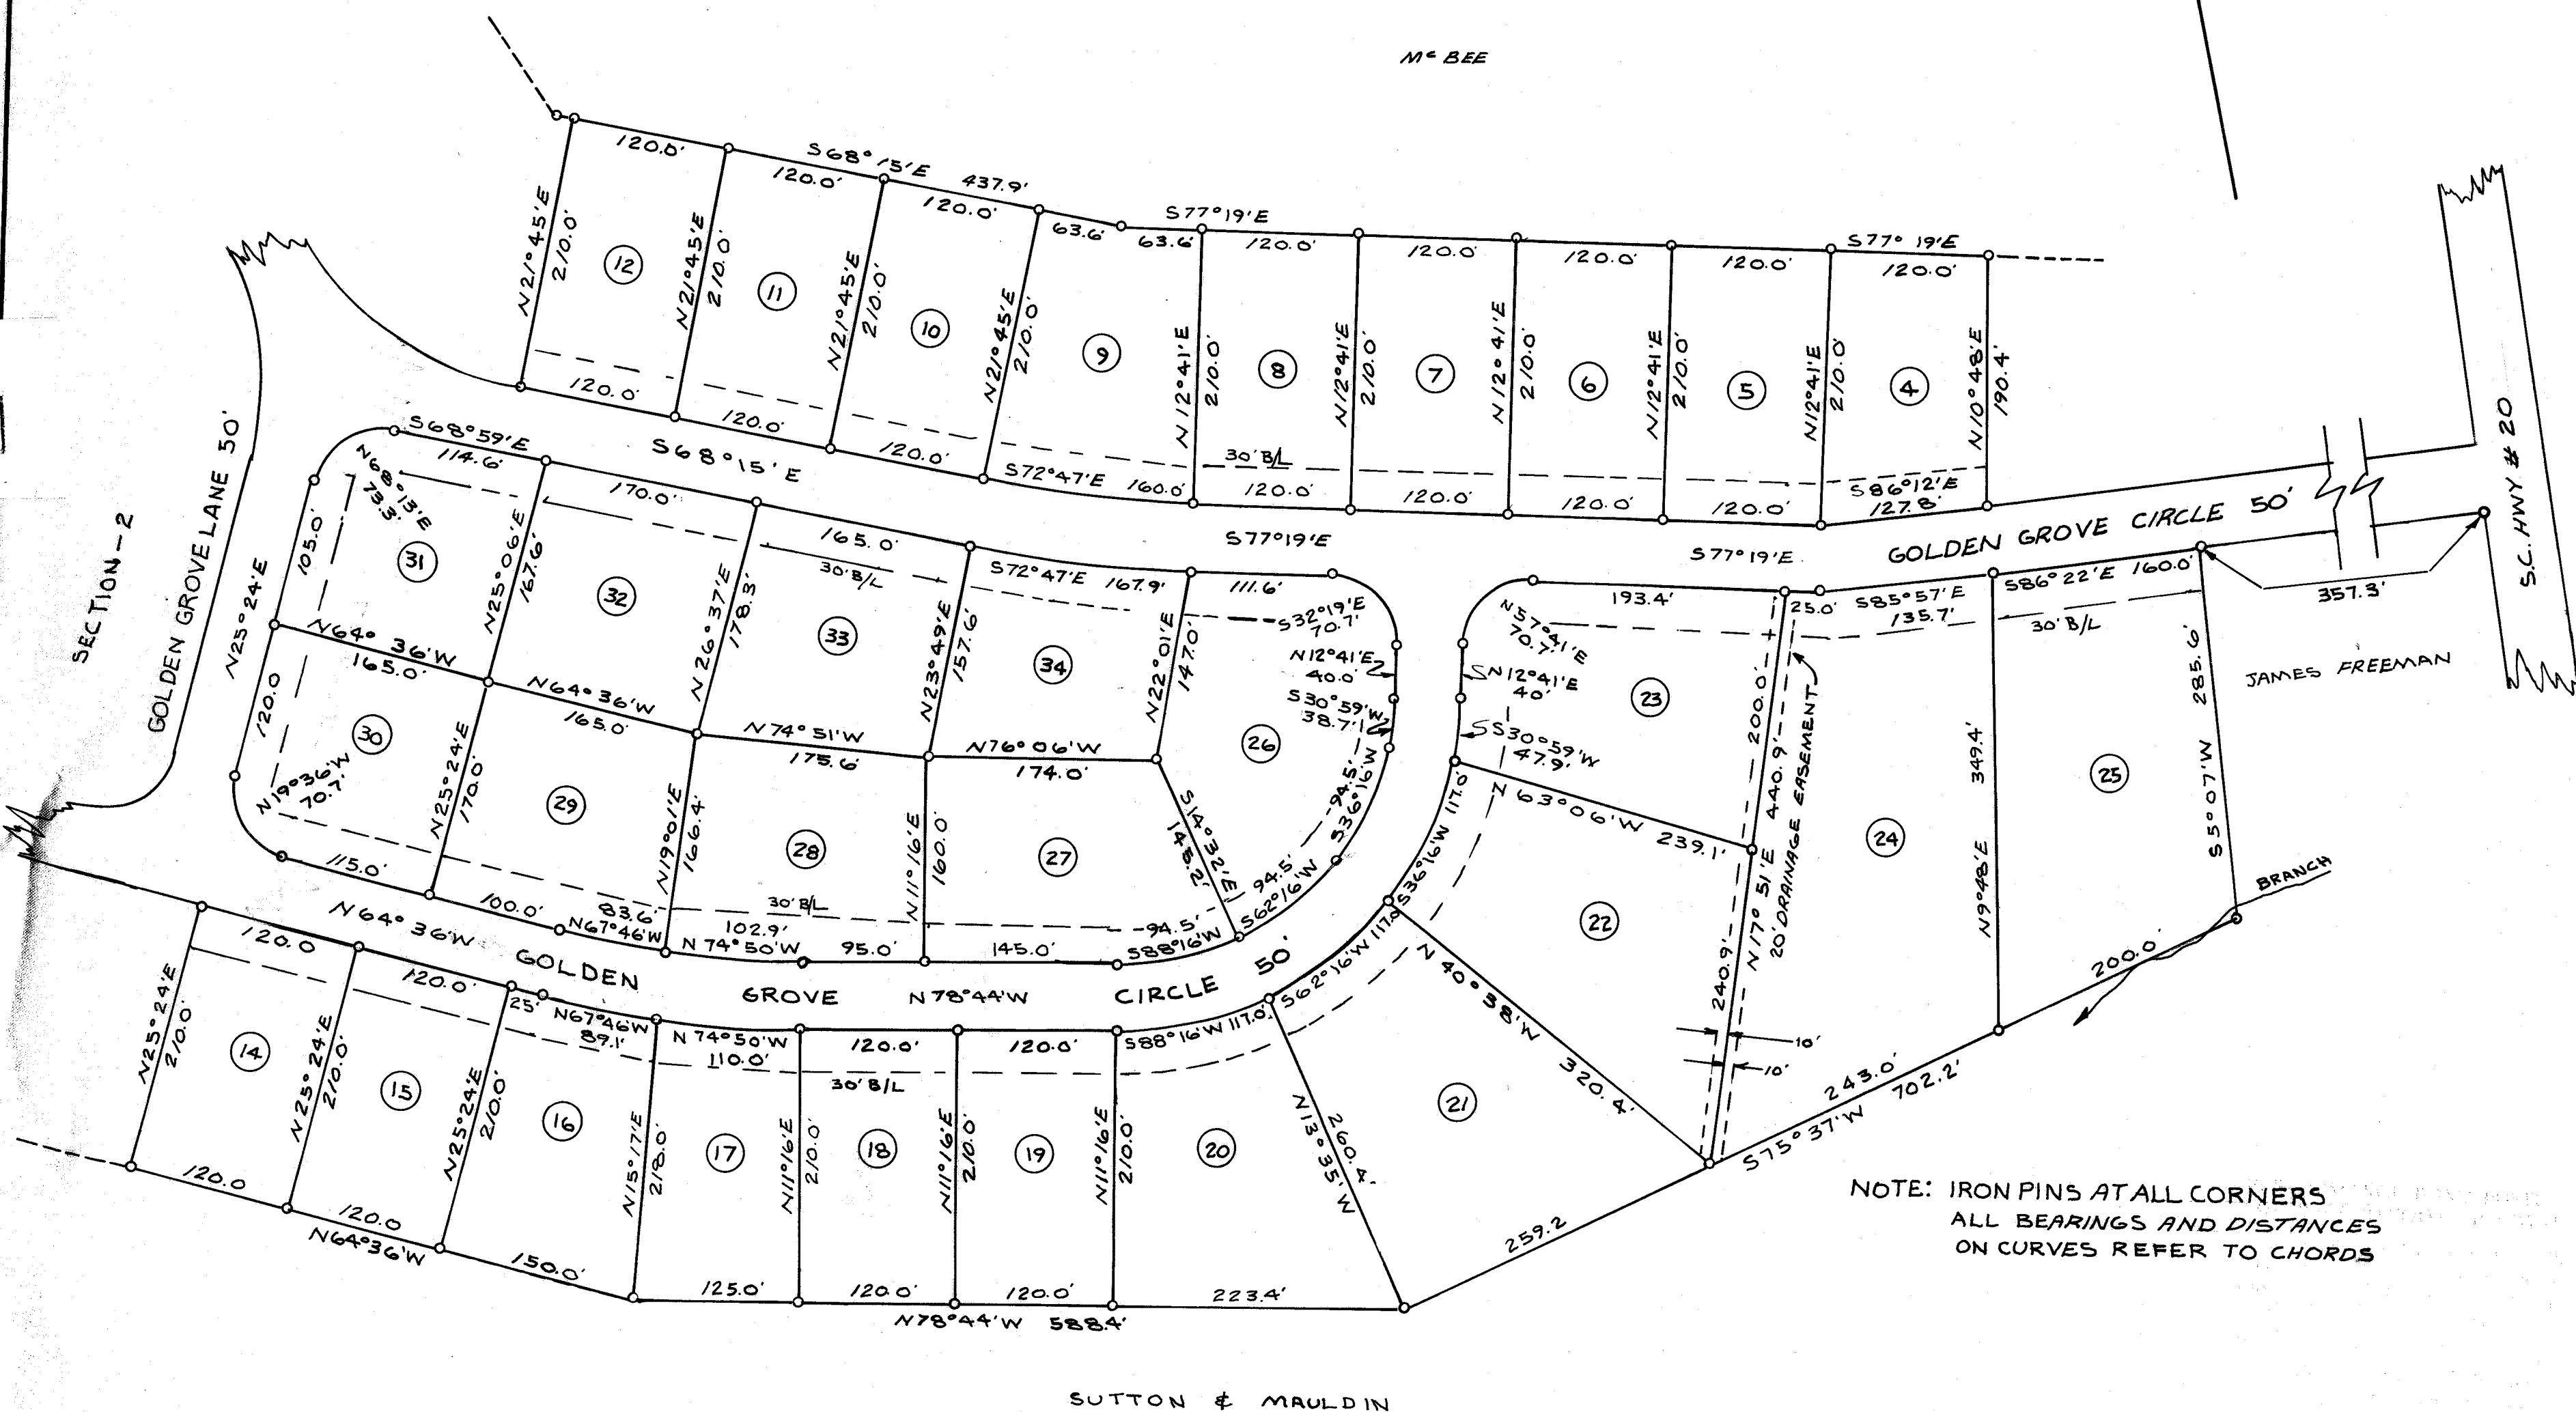 McBEE
120.0'
S68°15'E
437.9'
120.0'
120.0'
63.6'
S77°19'E
63.6'
120.0'
120.0'
120.0'
120.0'
S77°19'E
120.0'
N21°45'E
210.0'
12
N21°45'E
210.0'
11
N21°45'E
210.0'
10
N21°45'E
210.0'
9
N12°41'E
210.0'
8
N12°41'E
210.0'
7
N12°41'E
210.0'
6
N12°41'E
210.0'
5
N12°41'E
210.0'
4
N10°48'E
190.4'
120.0'
120.0'
120.0'
S72°47'E 160.0'
30' B/L
120.0'
120.0'
120.0'
120.0'
S86°12'E
127.8'
S.C. HWY # 20
GOLDEN GROVE CIRCLE 50'
S68°15'E
S77°19'E
S77°19'E
SECTION-2
GOLDEN GROVE LANE 50'
S68°59'E
114.6'
N68°13'E
73.3'
170.0'
165.0'
30' B/L
S72°47'E 167.9'
111.6'
S32°19'E
70.7'
N12°41'E
40.0'
S30°59'W
38.7'
94.5'
S36°16'W
105.0'
N25°24'E
31
N25°06'E
167.6'
32
N26°37'E
178.3'
33
N23°49'E
157.6'
34
N22°01'E
147.0'
26
N64°36'W
165.0'
N64°36'W
165.0'
N74°51'W
175.6'
N76°06'W
174.0'
120.0
30
N19°36'W
70.7'
N25°24'E
170.0'
29
N19°01'E
166.4'
28
N11°16'E
160.0'
27
S14°32'E
148.2'
94.5'
S62°16'W
115.0'
100.0'
83.6'
N67°46'W
30' B/L
102.9'
N74°50'W
95.0'
145.0'
94.5'
S88°16'W
193.4'
25.0'
S85°57'E
135.7'
S86°22'E 160.0'
30' B/L
357.3'
JAMES FREEMAN
N57°41'E
70.7'
N12°41'E
40'
S30°59'W
47.9'
23
200.0'
440.9'
N17°51'E
20' DRAINAGE EASEMENT
349.4'
N9°48'E
24
25
285.6'
S5°07'W
BRANCH
N63°06'W 239.1'
117.0'
S36°16'W
22
240.9'
N40°38'W
320.4'
117.0'
S62°16'W
10'
10'
200.0'
243.0'
S75°37'W 702.2'
N64°36'W
GOLDEN
GROVE
N78°44'W
CIRCLE
50'
120.0
120.0'
25'
N67°46'W
89.1'
N74°50'W
110.0'
120.0'
120.0'
S88°16'W 117.0'
30' B/L
N25°24'E
210.0'
14
N25°24'E
210.0'
15
N25°24'E
210.0'
16
N15°17'E
218.0'
17
N11°16'E
210.0'
18
N11°16'E
210.0'
19
N11°16'E
210.0'
20
N13°35'W
260.4'
21
120.0
120.0
N64°36'W
150.0'
125.0'
120.0'
120.0'
223.4'
259.2
N78°44'W 588.4'
NOTE: IRON PINS AT ALL CORNERS
ALL BEARINGS AND DISTANCES
ON CURVES REFER TO CHORDS
SUTTON & MAULDIN